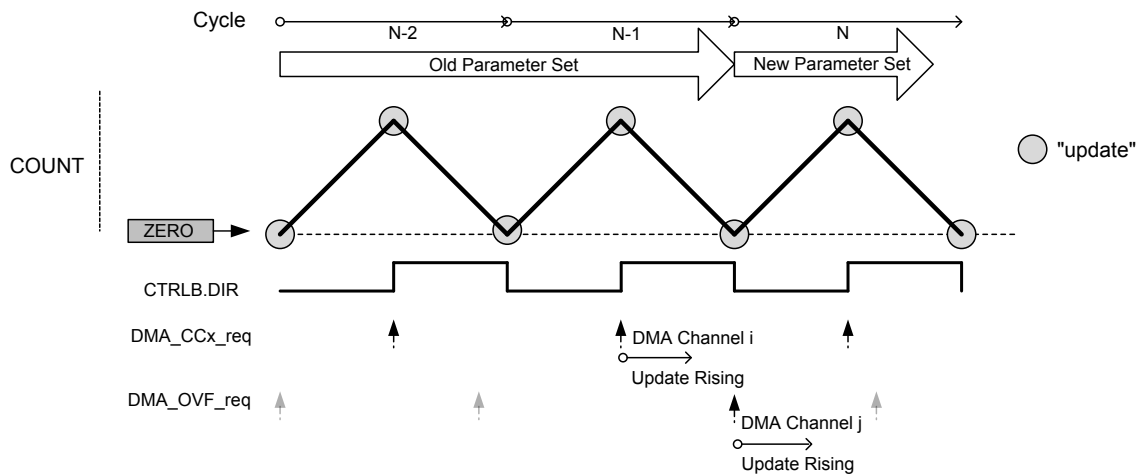 Cycle
N-2
N-1
N
Old Parameter Set
New Parameter Set
COUNT
"update"
ZERO
CTRLB.DIR
DMA_CCx_req
DMA Channel i
Update Rising
DMA_OVF_req
DMA Channel j
Update Rising